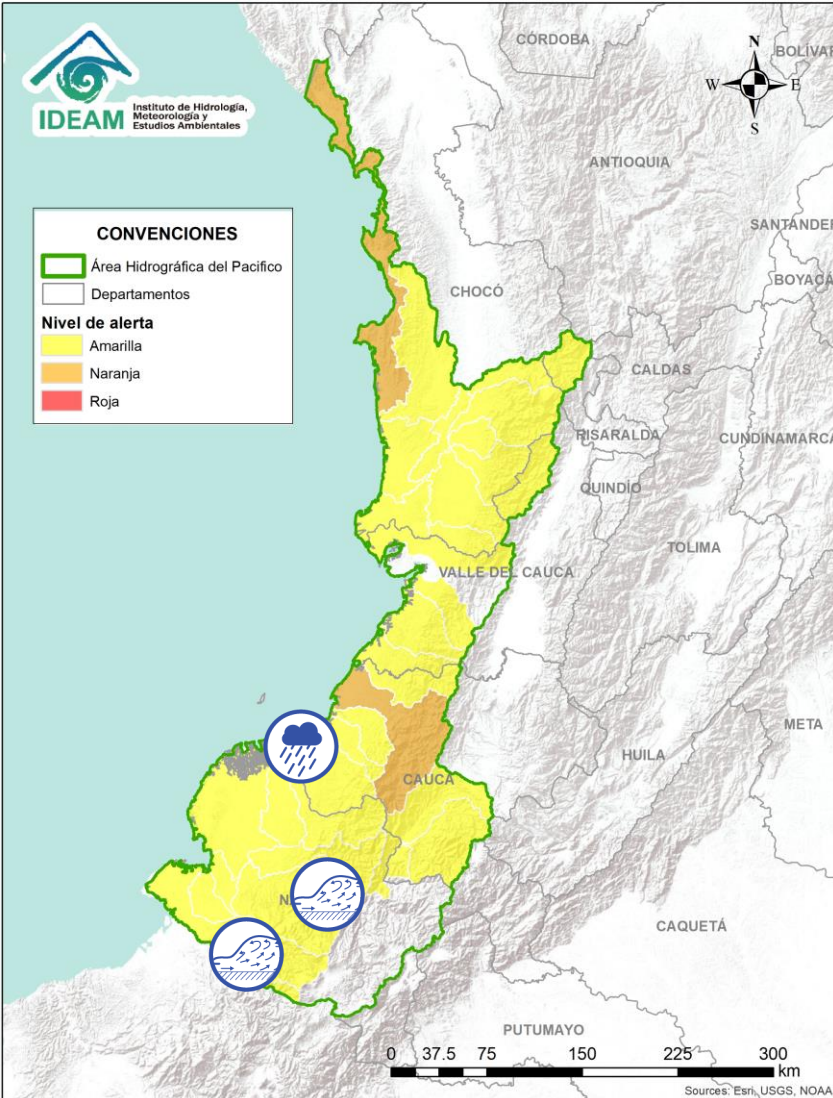 IDEAM
Instituto de Hidrología,
Meteorología y
Estudios Ambientales
CÓRDOBA
BOLÍVAR
N
W
E
S
ANTIOQUIA
SANTANDER
BOYACÁ
CONVENCIONES
Área Hidrográfica del Pacifico
Departamentos
Nivel de alerta
Amarilla
Naranja
Roja
CHOCÓ
CALDAS
RISARALDA
CUNDINAMARCA
QUINDÍO
TOLIMA
VALLE DEL CAUCA
META
HUILA
CAUCA
CAQUETÁ
PUTUMAYO
0 37.5 75 150 225 300
km
Sources: Esri, USGS, NOAA